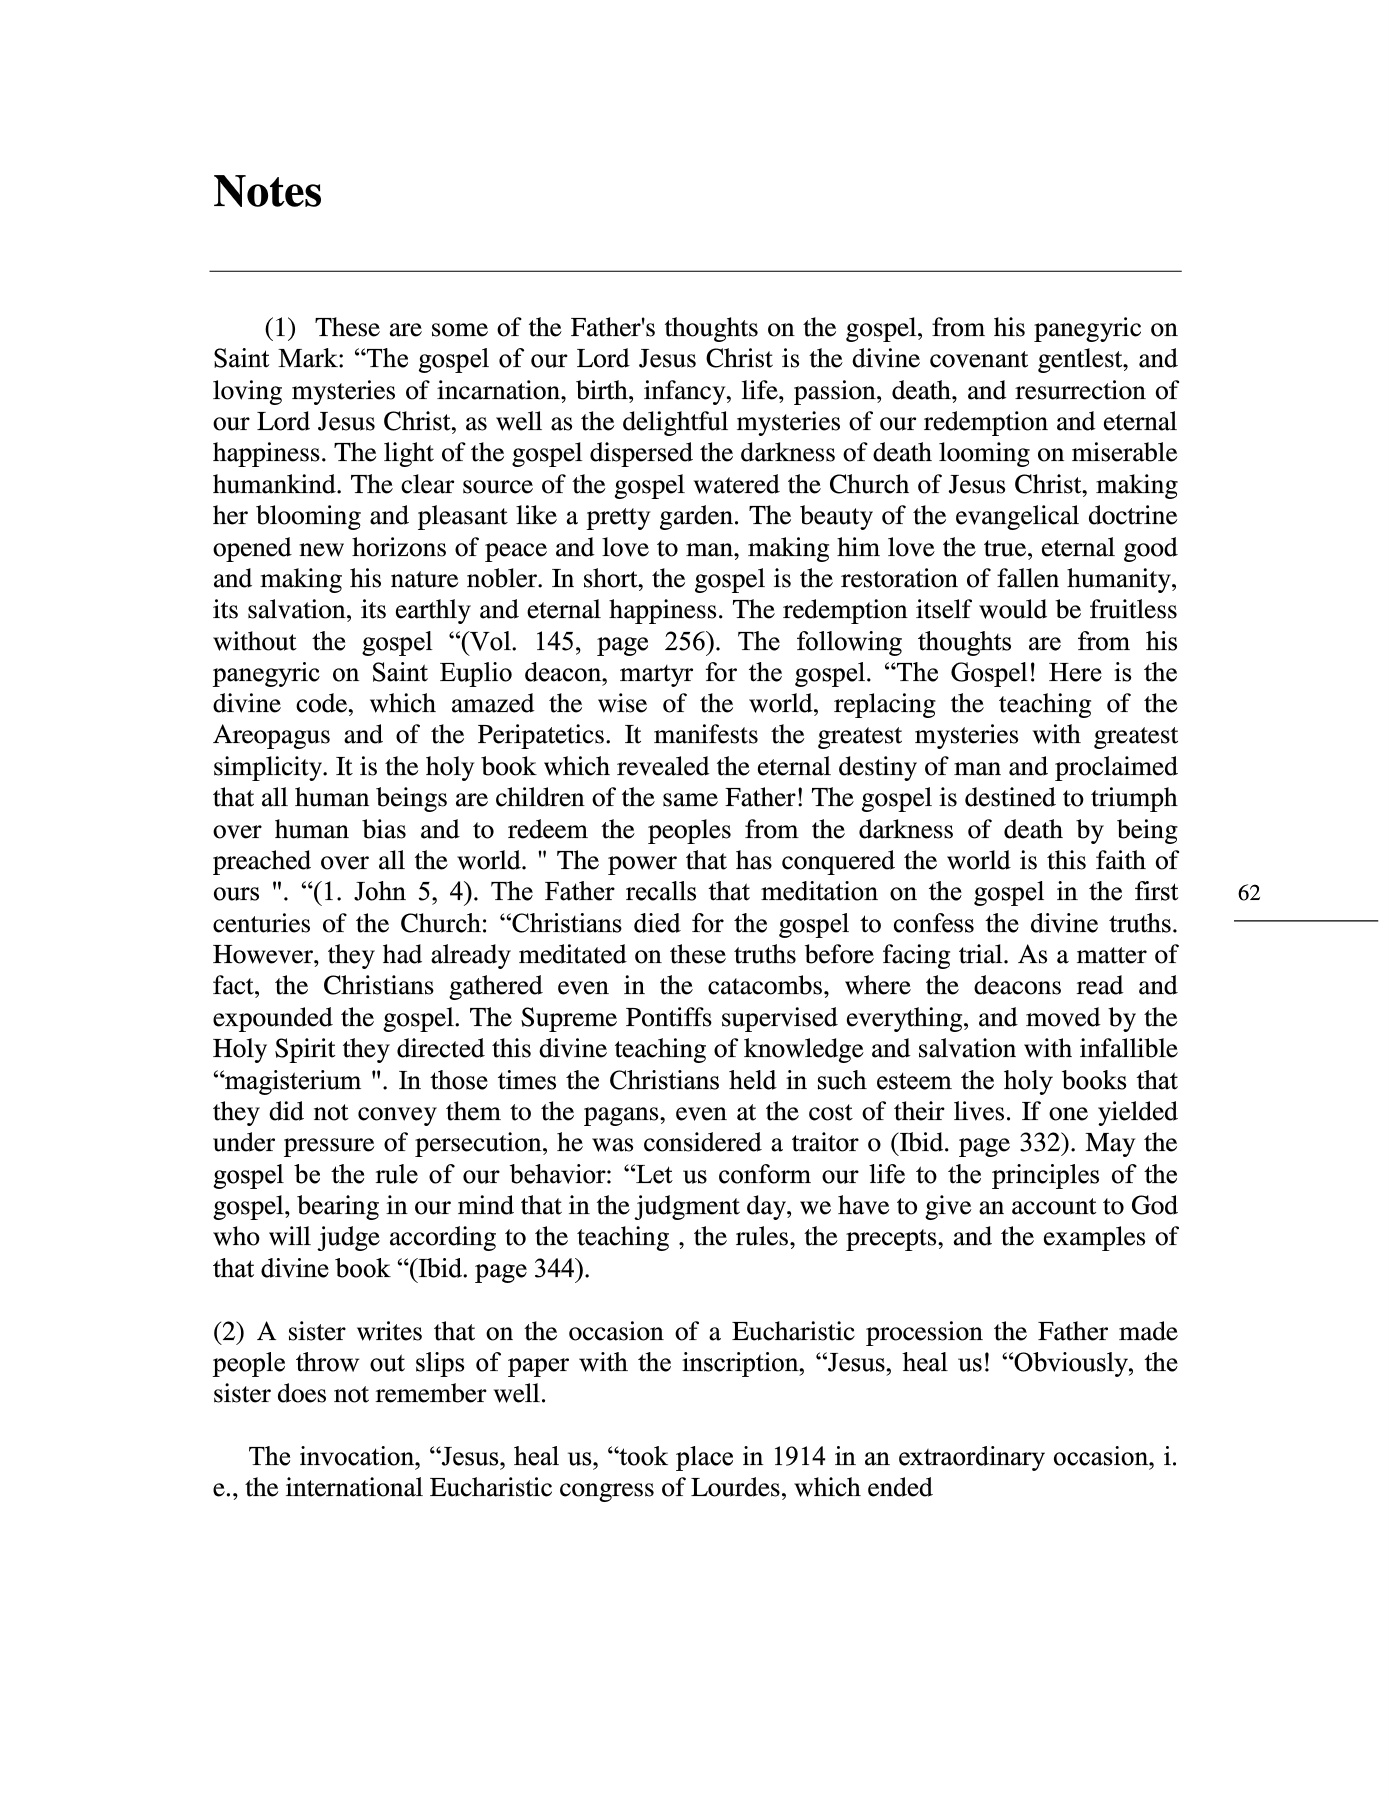 Notes
(1) These are some of the Father's thoughts on the gospel, from his panegyric on
Saint Mark: “The gospel of our Lord Jesus Christ is the divine covenant gentlest, and
loving mysteries of incarnation, birth, infancy, life, passion, death, and resurrection of
our Lord Jesus Christ, as well as the delightful mysteries of our redemption and eternal
happiness. The light of the gospel dispersed the darkness of death looming on miserable
humankind. The clear source of the gospel watered the Church of Jesus Christ, making
her blooming and pleasant like a pretty garden. The beauty of the evangelical doctrine
opened new horizons of peace and love to man, making him love the true, eternal good
and making his nature nobler. In short, the gospel is the restoration of fallen humanity,
its salvation, its earthly and eternal happiness. The redemption itself would be fruitless
without the gospel “(Vol. 145, page 256). The following thoughts are from his
panegyric on Saint Euplio deacon, martyr for the gospel. “The Gospel! Here is the
divine code, which amazed the wise of the world, replacing the teaching of the
Areopagus and of the Peripatetics. It manifests the greatest mysteries with greatest
simplicity. It is the holy book which revealed the eternal destiny of man and proclaimed
that all human beings are children of the same Father! The gospel is destined to triumph
over human bias and to redeem the peoples from the darkness of death by being
preached over all the world. " The power that has conquered the world is this faith of
ours ". “(1. John 5, 4). The Father recalls that meditation on the gospel in the first
centuries of the Church: “Christians died for the gospel to confess the divine truths.
However, they had already meditated on these truths before facing trial. As a matter of
fact, the Christians gathered even in the catacombs, where the deacons read and
expounded the gospel. The Supreme Pontiffs supervised everything, and moved by the
Holy Spirit they directed this divine teaching of knowledge and salvation with infallible
“magisterium ". In those times the Christians held in such esteem the holy books that
they did not convey them to the pagans, even at the cost of their lives. If one yielded
under pressure of persecution, he was considered a traitor o (Ibid. page 332). May the
gospel be the rule of our behavior: “Let us conform our life to the principles of the
gospel, bearing in our mind that in the judgment day, we have to give an account to God
who will judge according to the teaching , the rules, the precepts, and the examples of
that divine book “(Ibid. page 344).
(2) A sister writes that on the occasion of a Eucharistic procession the Father made
people throw out slips of paper with the inscription, “Jesus, heal us! “Obviously, the
sister does not remember well.
The invocation, “Jesus, heal us, “took place in 1914 in an extraordinary occasion, i.
e., the international Eucharistic congress of Lourdes, which ended
62